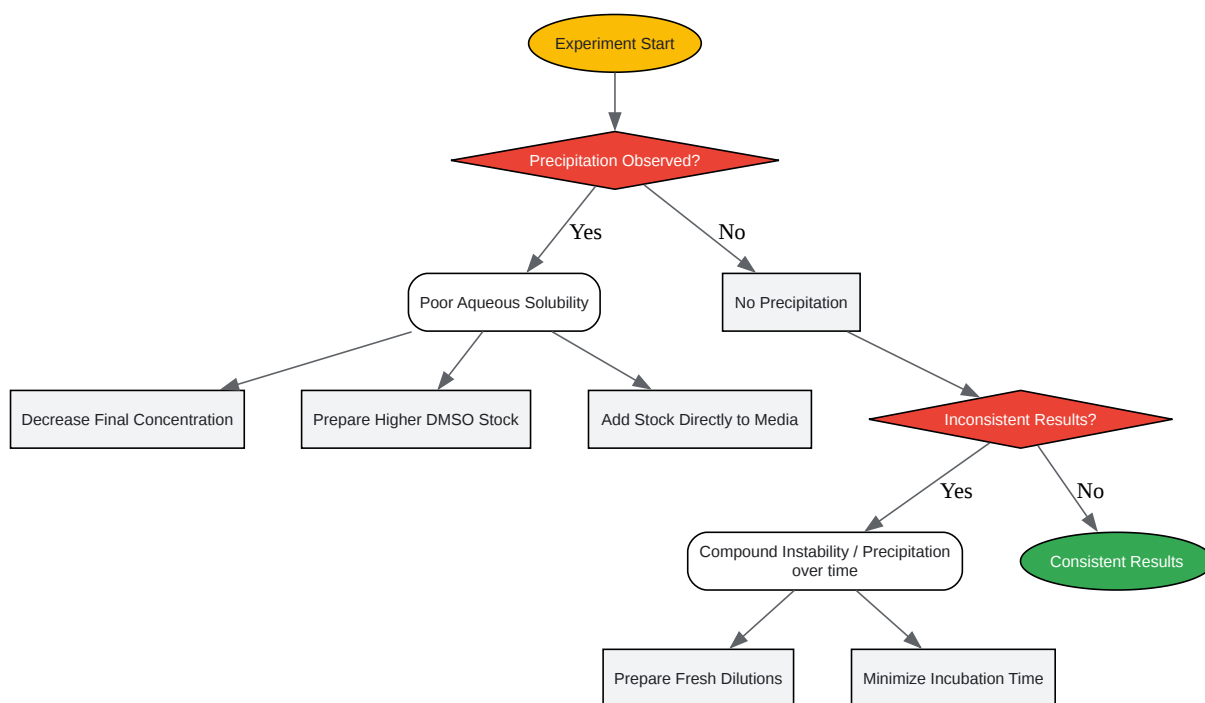 Experiment Start
Precipitation Observed?
Yes
No
Poor Aqueous Solubility
No Precipitation
Decrease Final Concentration
Prepare Higher DMSO Stock
Add Stock Directly to Media
Inconsistent Results?
Yes
No
Compound Instability / Precipitation
over time
Consistent Results
Prepare Fresh Dilutions
Minimize Incubation Time